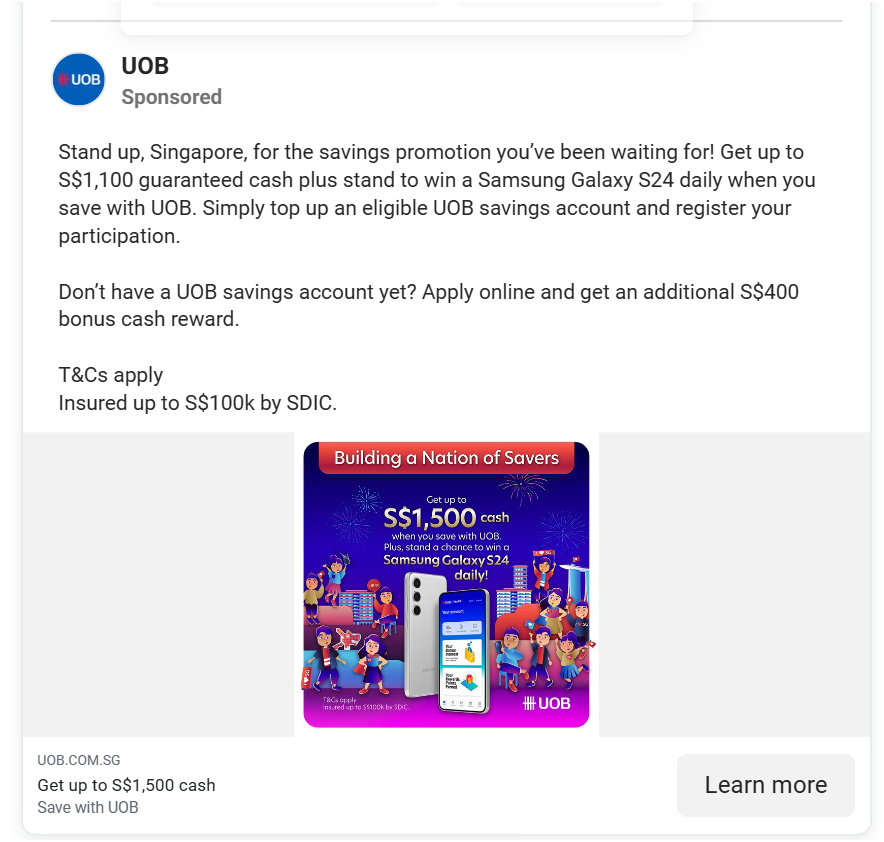 UOB
UOB
Sponsored
Stand up, Singapore, for the savings promotion you’ve been waiting for! Get up to
S$1,100 guaranteed cash plus stand to win a Samsung Galaxy S24 daily when you
save with UOB. Simply top up an eligible UOB savings account and register your
participation.
Don’t have a UOB savings account yet? Apply online and get an additional S$400
bonus cash reward.
T&Cs apply
Insured up to S$100k by SDIC.
Building a Nation of Savers
Get up to
S$1,500 cash
when you save with UOB.
Plus, stand a chance to win a
Samsung Galaxy S24
daily!
T&Cs apply
Insured up to S$100k by SDIC.
UOB
UOB.COM.SG
Get up to S$1,500 cash
Save with UOB
Learn more